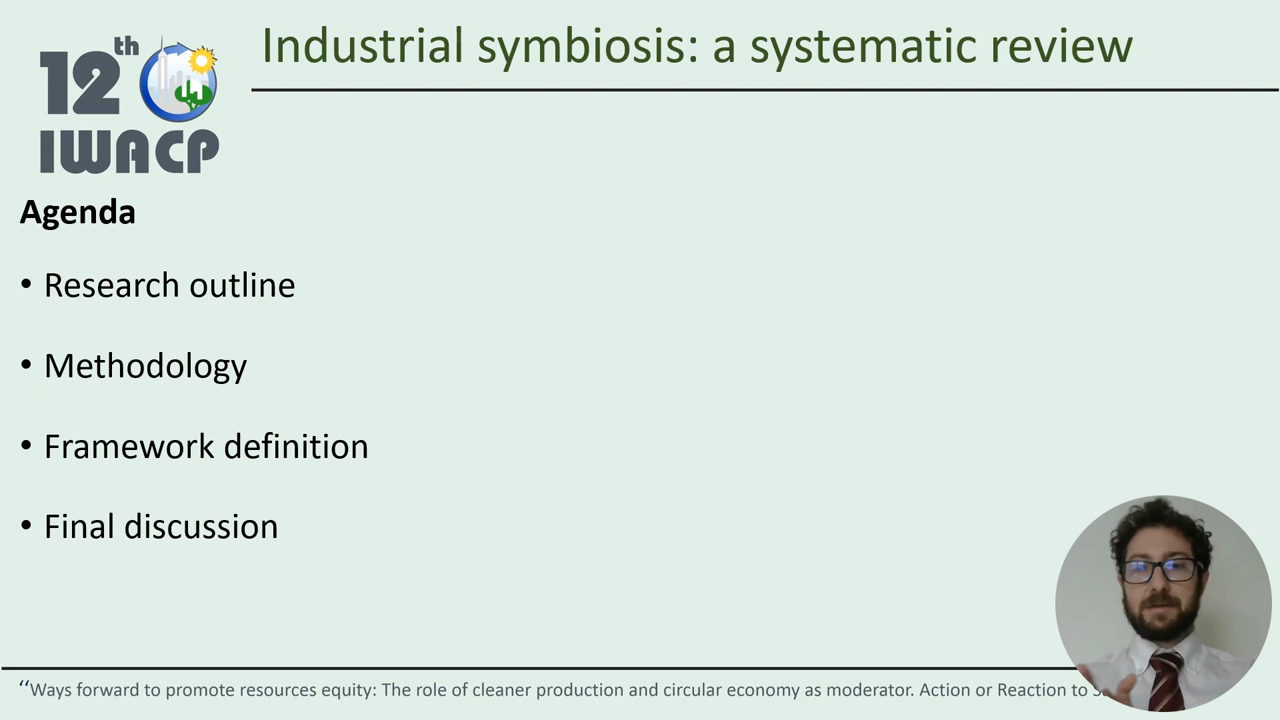 12th
IWACP
Industrial symbiosis: a systematic review
Agenda
• Research outline
• Methodology
• Framework definition
• Final discussion
“Ways forward to promote resources equity: The role of cleaner production and circular economy as moderator. Action or Reaction to